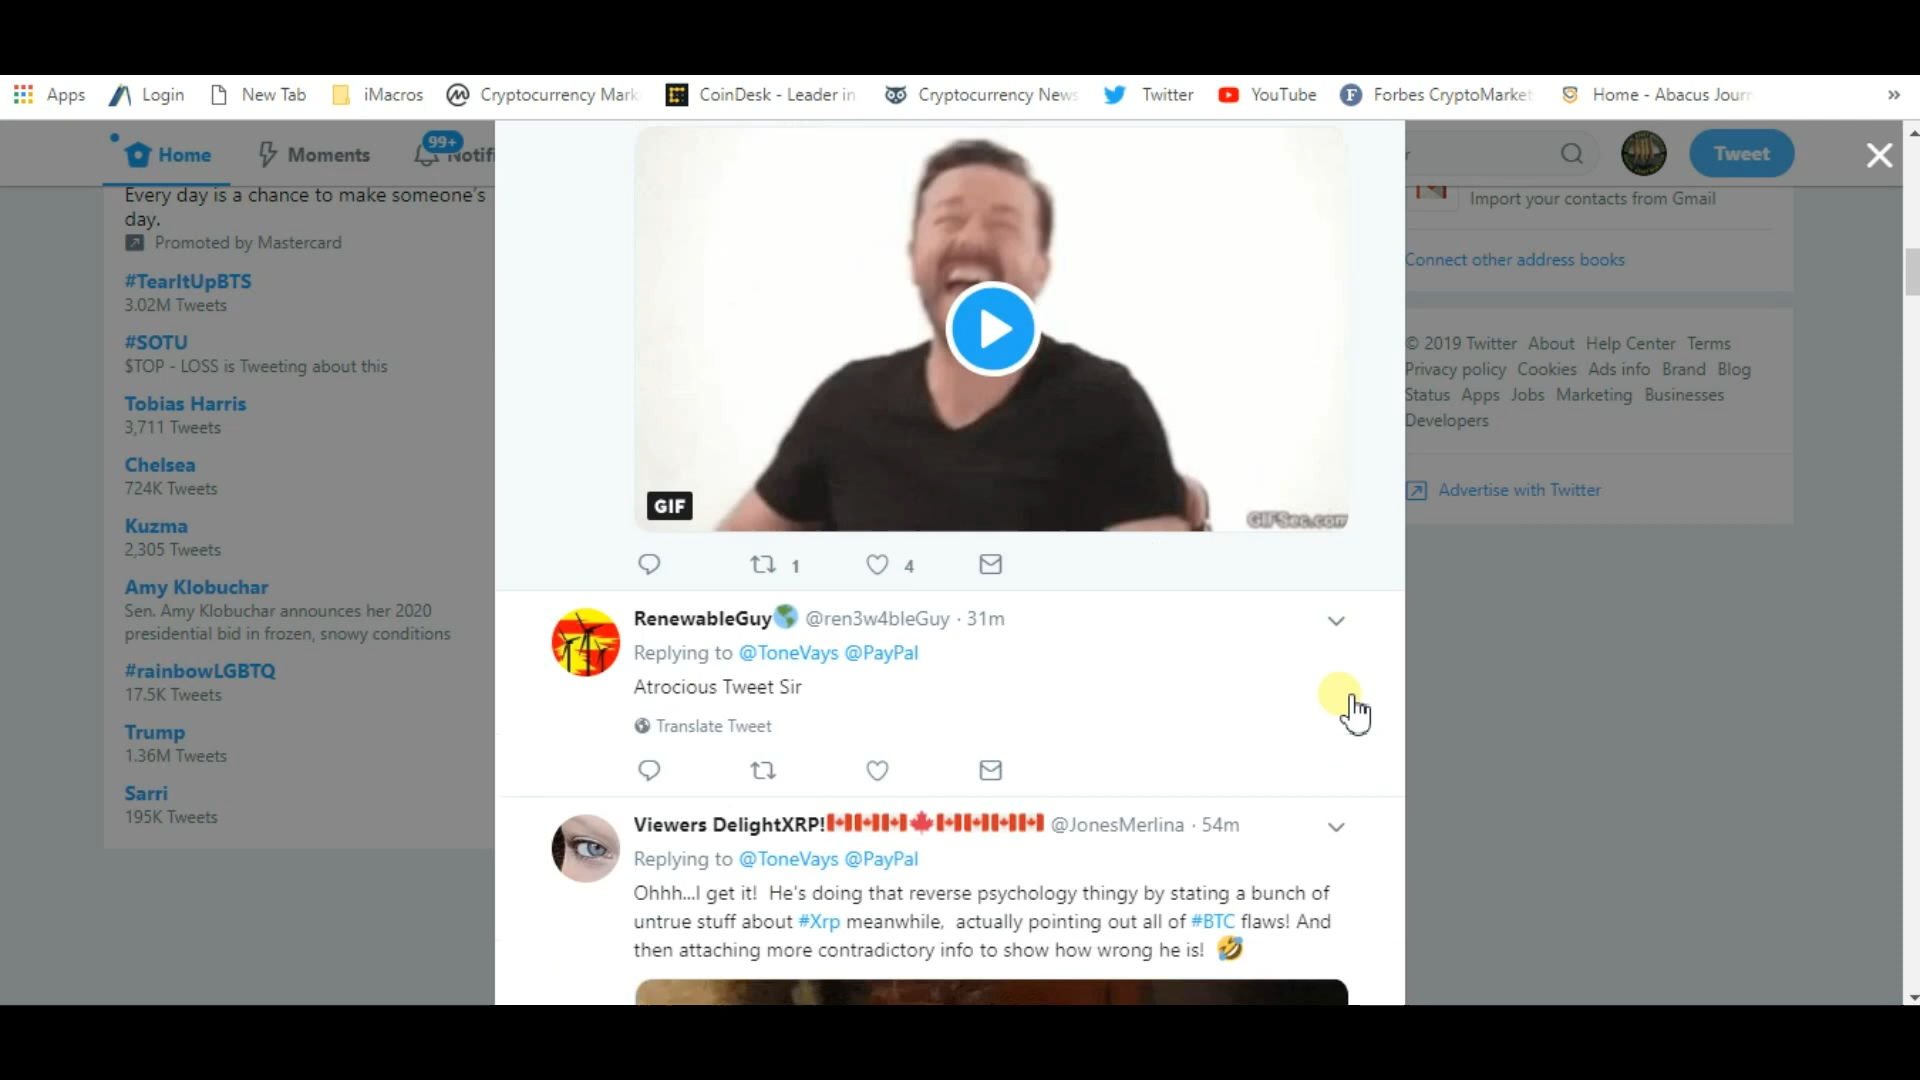 Apps Login New Tab iMacros Cryptocurrency Mark CoinDesk - Leader in Cryptocurrency News Twitter YouTube Forbes CryptoMarket Home - Abacus Journ »
Home Moments 99+ Notifi
r Tweet
Every day is a chance to make someone's
day.
Promoted by Mastercard
#TearItUpBTS
3.02M Tweets
#SOTU
$TOP - LOSS is Tweeting about this
Tobias Harris
3,711 Tweets
Chelsea
724K Tweets
Kuzma
2,305 Tweets
Amy Klobuchar
Sen. Amy Klobuchar announces her 2020
presidential bid in frozen, snowy conditions
#rainbowLGBTQ
17.5K Tweets
Trump
1.36M Tweets
Sarri
195K Tweets
GIF
GIFSec.com
1 4
RenewableGuy🌎 @ren3w4bleGuy · 31m
Replying to @ToneVays @PayPal
Atrocious Tweet Sir
Translate Tweet
Viewers DelightXRP!🇨🇦🇨🇦🇨🇦🇨🇦🍁🇨🇦🇨🇦🇨🇦🇨🇦🇨🇦 @JonesMerlina · 54m
Replying to @ToneVays @PayPal
Ohhh...I get it! He's doing that reverse psychology thingy by stating a bunch of
untrue stuff about #Xrp meanwhile, actually pointing out all of #BTC flaws! And
then attaching more contradictory info to show how wrong he is! 🤣
Import your contacts from Gmail
Connect other address books
© 2019 Twitter About Help Center Terms
Privacy policy Cookies Ads info Brand Blog
Status Apps Jobs Marketing Businesses
Developers
Advertise with Twitter